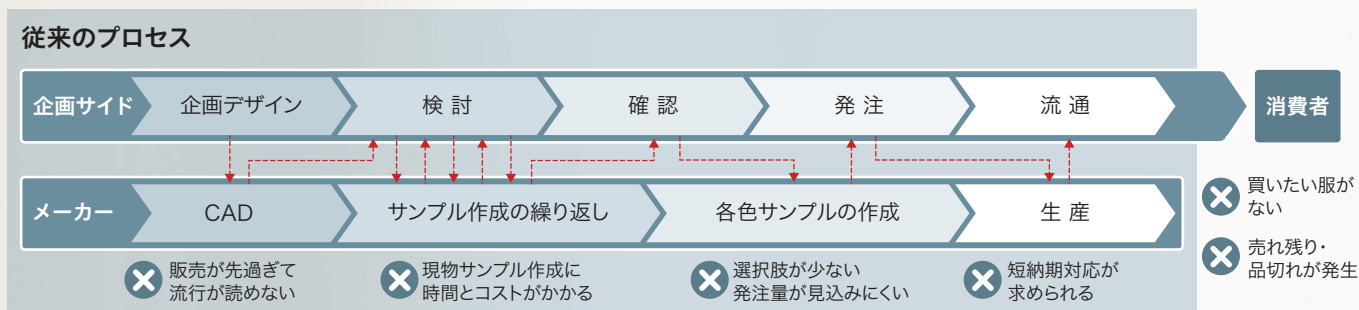 従来のプロセス
企画サイド
企画デザイン
検 討
確 認
発 注
流 通
消費者
メーカー
CAD
サンプル作成の繰り返し
各色サンプルの作成
生 産
販売が先過ぎて
流行が読めない
現物サンプル作成に
時間とコストがかかる
選択肢が少ない
発注量が見込みにくい
短納期対応が
求められる
買いたい服が
ない
売れ残り・
品切れが発生